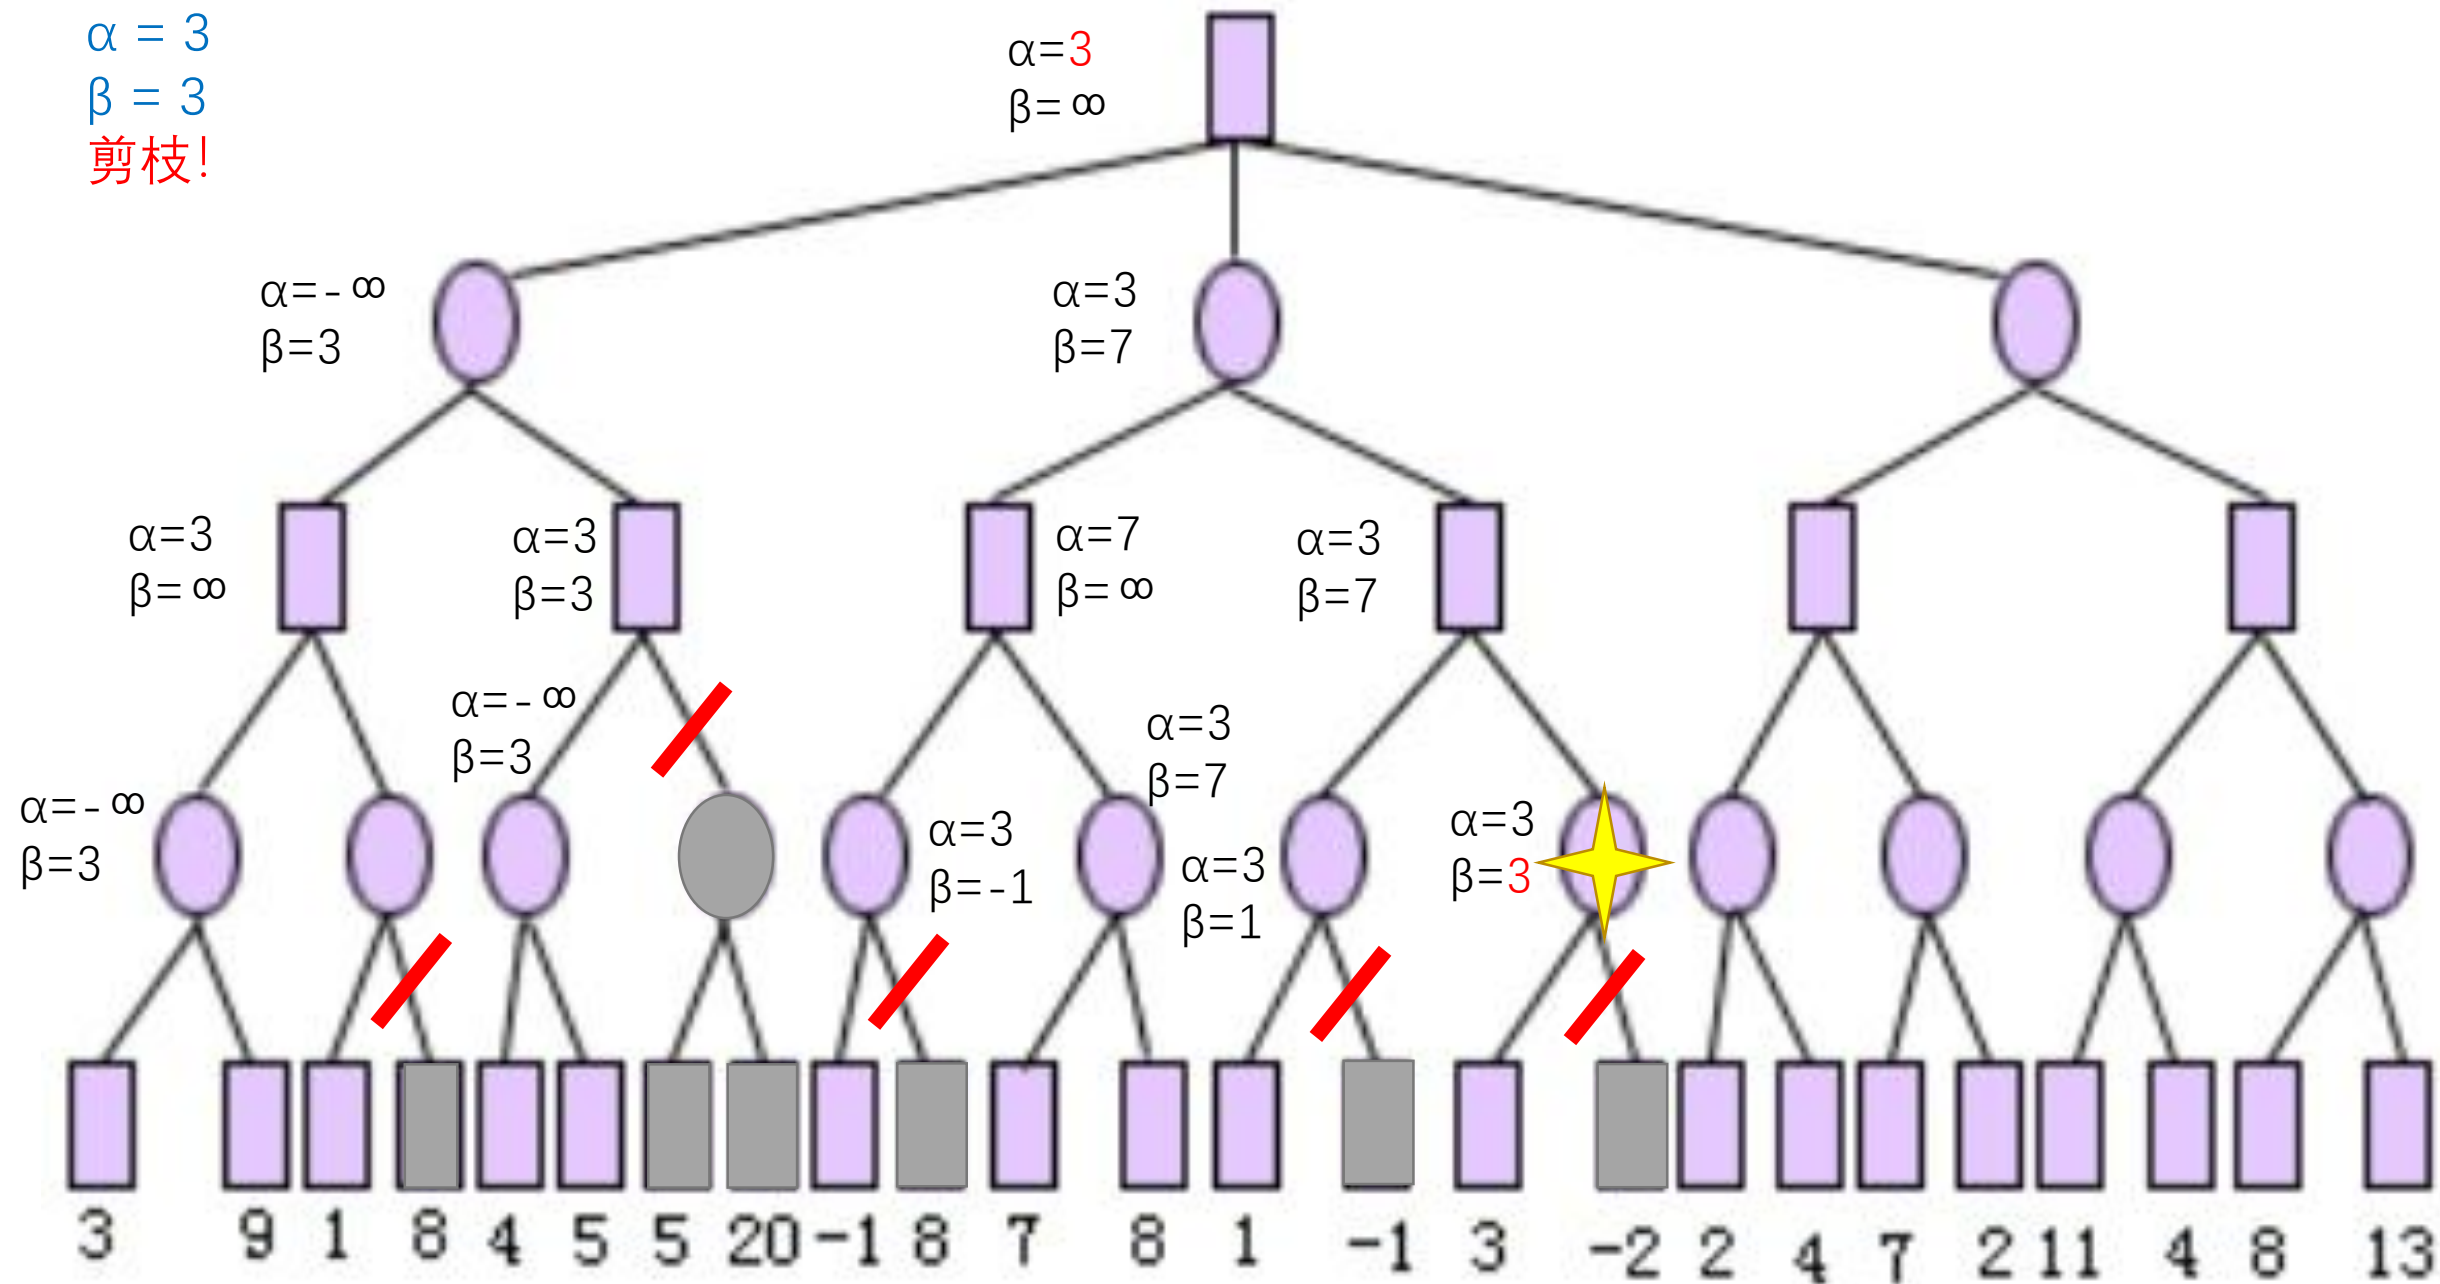 α = 3
β = 3
剪枝!
α=3
β=∞
α=-∞
β=3
α=3
β=7
α=3
β=∞
α=3
β=3
α=7
β=∞
α=3
β=7
α=-∞
β=3
α=3
β=7
α=-∞
β=3
α=3
β=-1
α=3
β=1
α=3
β=3
3 9 1 8 4 5 5 20 -1 8 7 8 1 -1 3 -2 2 4 7 2 11 4 8 13